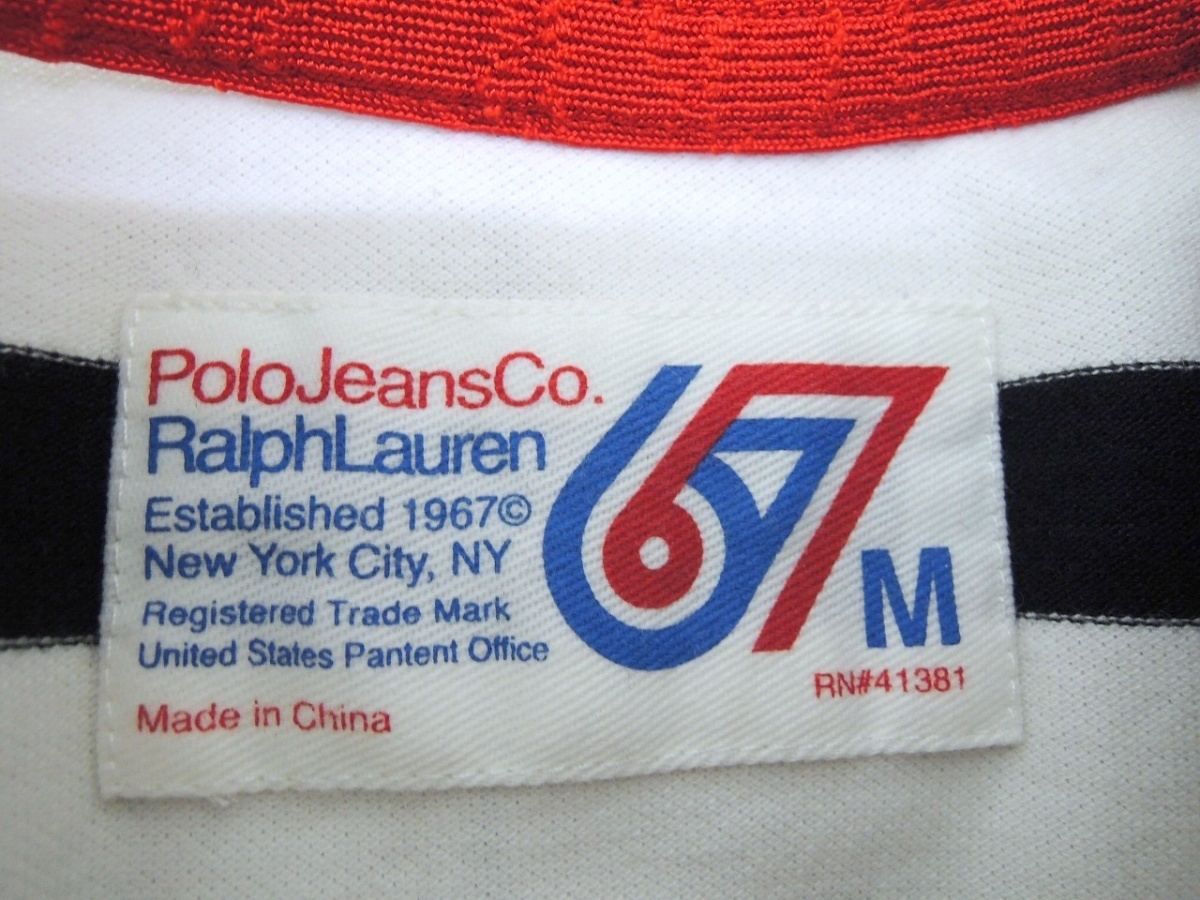 PoloJeansCo.
RalphLauren
Established 1967©
New York City, NY
Registered Trade Mark
United States Pantent Office
Made in China
67
M
RN#41381